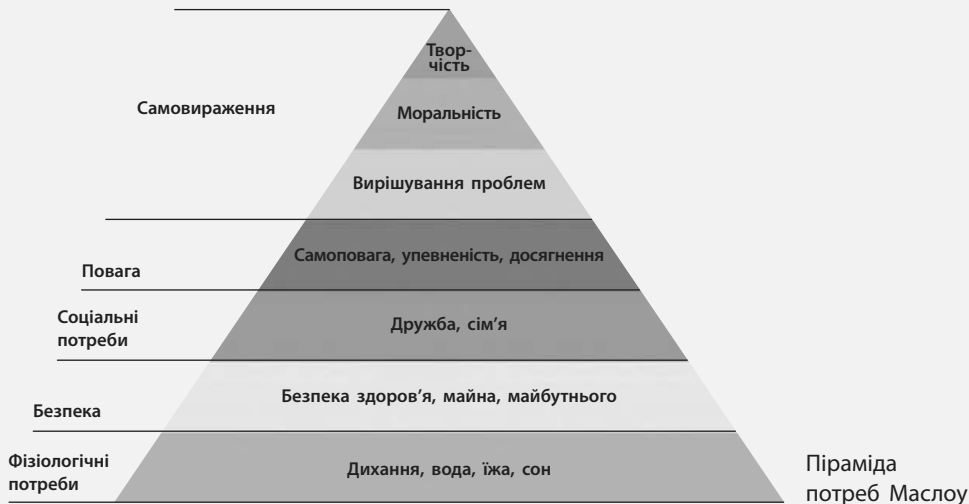 Твор-
чість
Самовираження
Моральність
Вирішування проблем
Самоповага, упевненість, досягнення
Повага
Соціальні
потреби
Дружба, сім’я
Безпека здоров’я, майна, майбутнього
Безпека
Фізіологічні
потреби
Дихання, вода, їжа, сон
Піраміда
потреб Маслоу